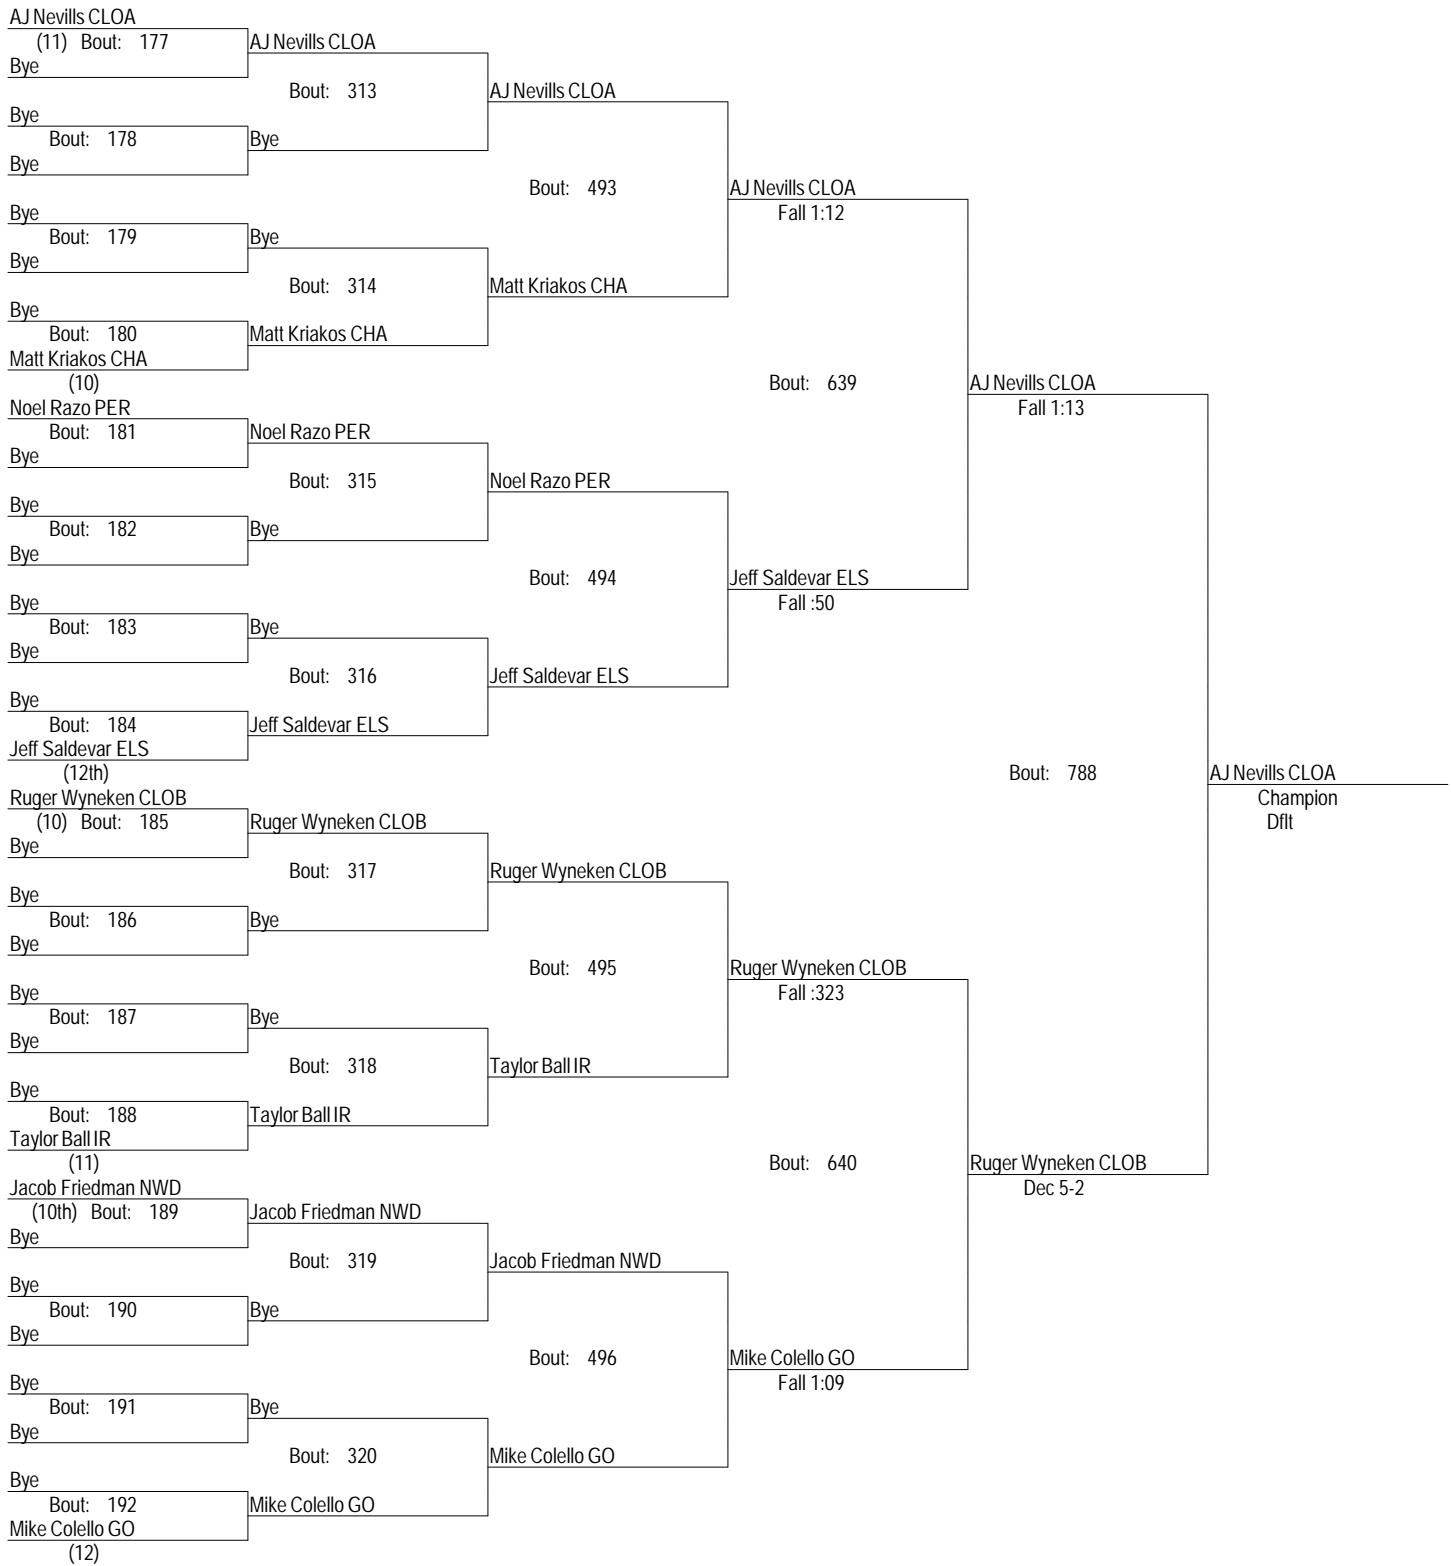 AJ Nevills CLOA
(11) Bout: 177
AJ Nevills CLOA
Bye
Bout: 313
AJ Nevills CLOA
Bye
Bout: 178
Bye
Bye
Bout: 493
AJ Nevills CLOA
Fall 1:12
Bye
Bout: 179
Bye
Bye
Bout: 314
Matt Kriakos CHA
Bye
Bout: 180
Matt Kriakos CHA
Matt Kriakos CHA
(10)
Bout: 639
AJ Nevills CLOA
Fall 1:13
Noel Razo PER
Bout: 181
Noel Razo PER
Bye
Bout: 315
Noel Razo PER
Bye
Bout: 182
Bye
Bye
Bout: 494
Jeff Saldevar ELS
Fall :50
Bye
Bout: 183
Bye
Bye
Bout: 316
Jeff Saldevar ELS
Bye
Bout: 184
Jeff Saldevar ELS
Jeff Saldevar ELS
(12th)
Bout: 788
AJ Nevills CLOA
Champion
Dflt
Ruger Wyneken CLOB
(10) Bout: 185
Ruger Wyneken CLOB
Bye
Bout: 317
Ruger Wyneken CLOB
Bye
Bout: 186
Bye
Bye
Bout: 495
Ruger Wyneken CLOB
Fall :323
Bye
Bout: 187
Bye
Bye
Bout: 318
Taylor Ball IR
Bye
Bout: 188
Taylor Ball IR
Taylor Ball IR
(11)
Bout: 640
Ruger Wyneken CLOB
Dec 5-2
Jacob Friedman NWD
(10th) Bout: 189
Jacob Friedman NWD
Bye
Bout: 319
Jacob Friedman NWD
Bye
Bout: 190
Bye
Bye
Bout: 496
Mike Colello GO
Fall 1:09
Bye
Bout: 191
Bye
Bye
Bout: 320
Mike Colello GO
Bye
Bout: 192
Mike Colello GO
Mike Colello GO
(12)